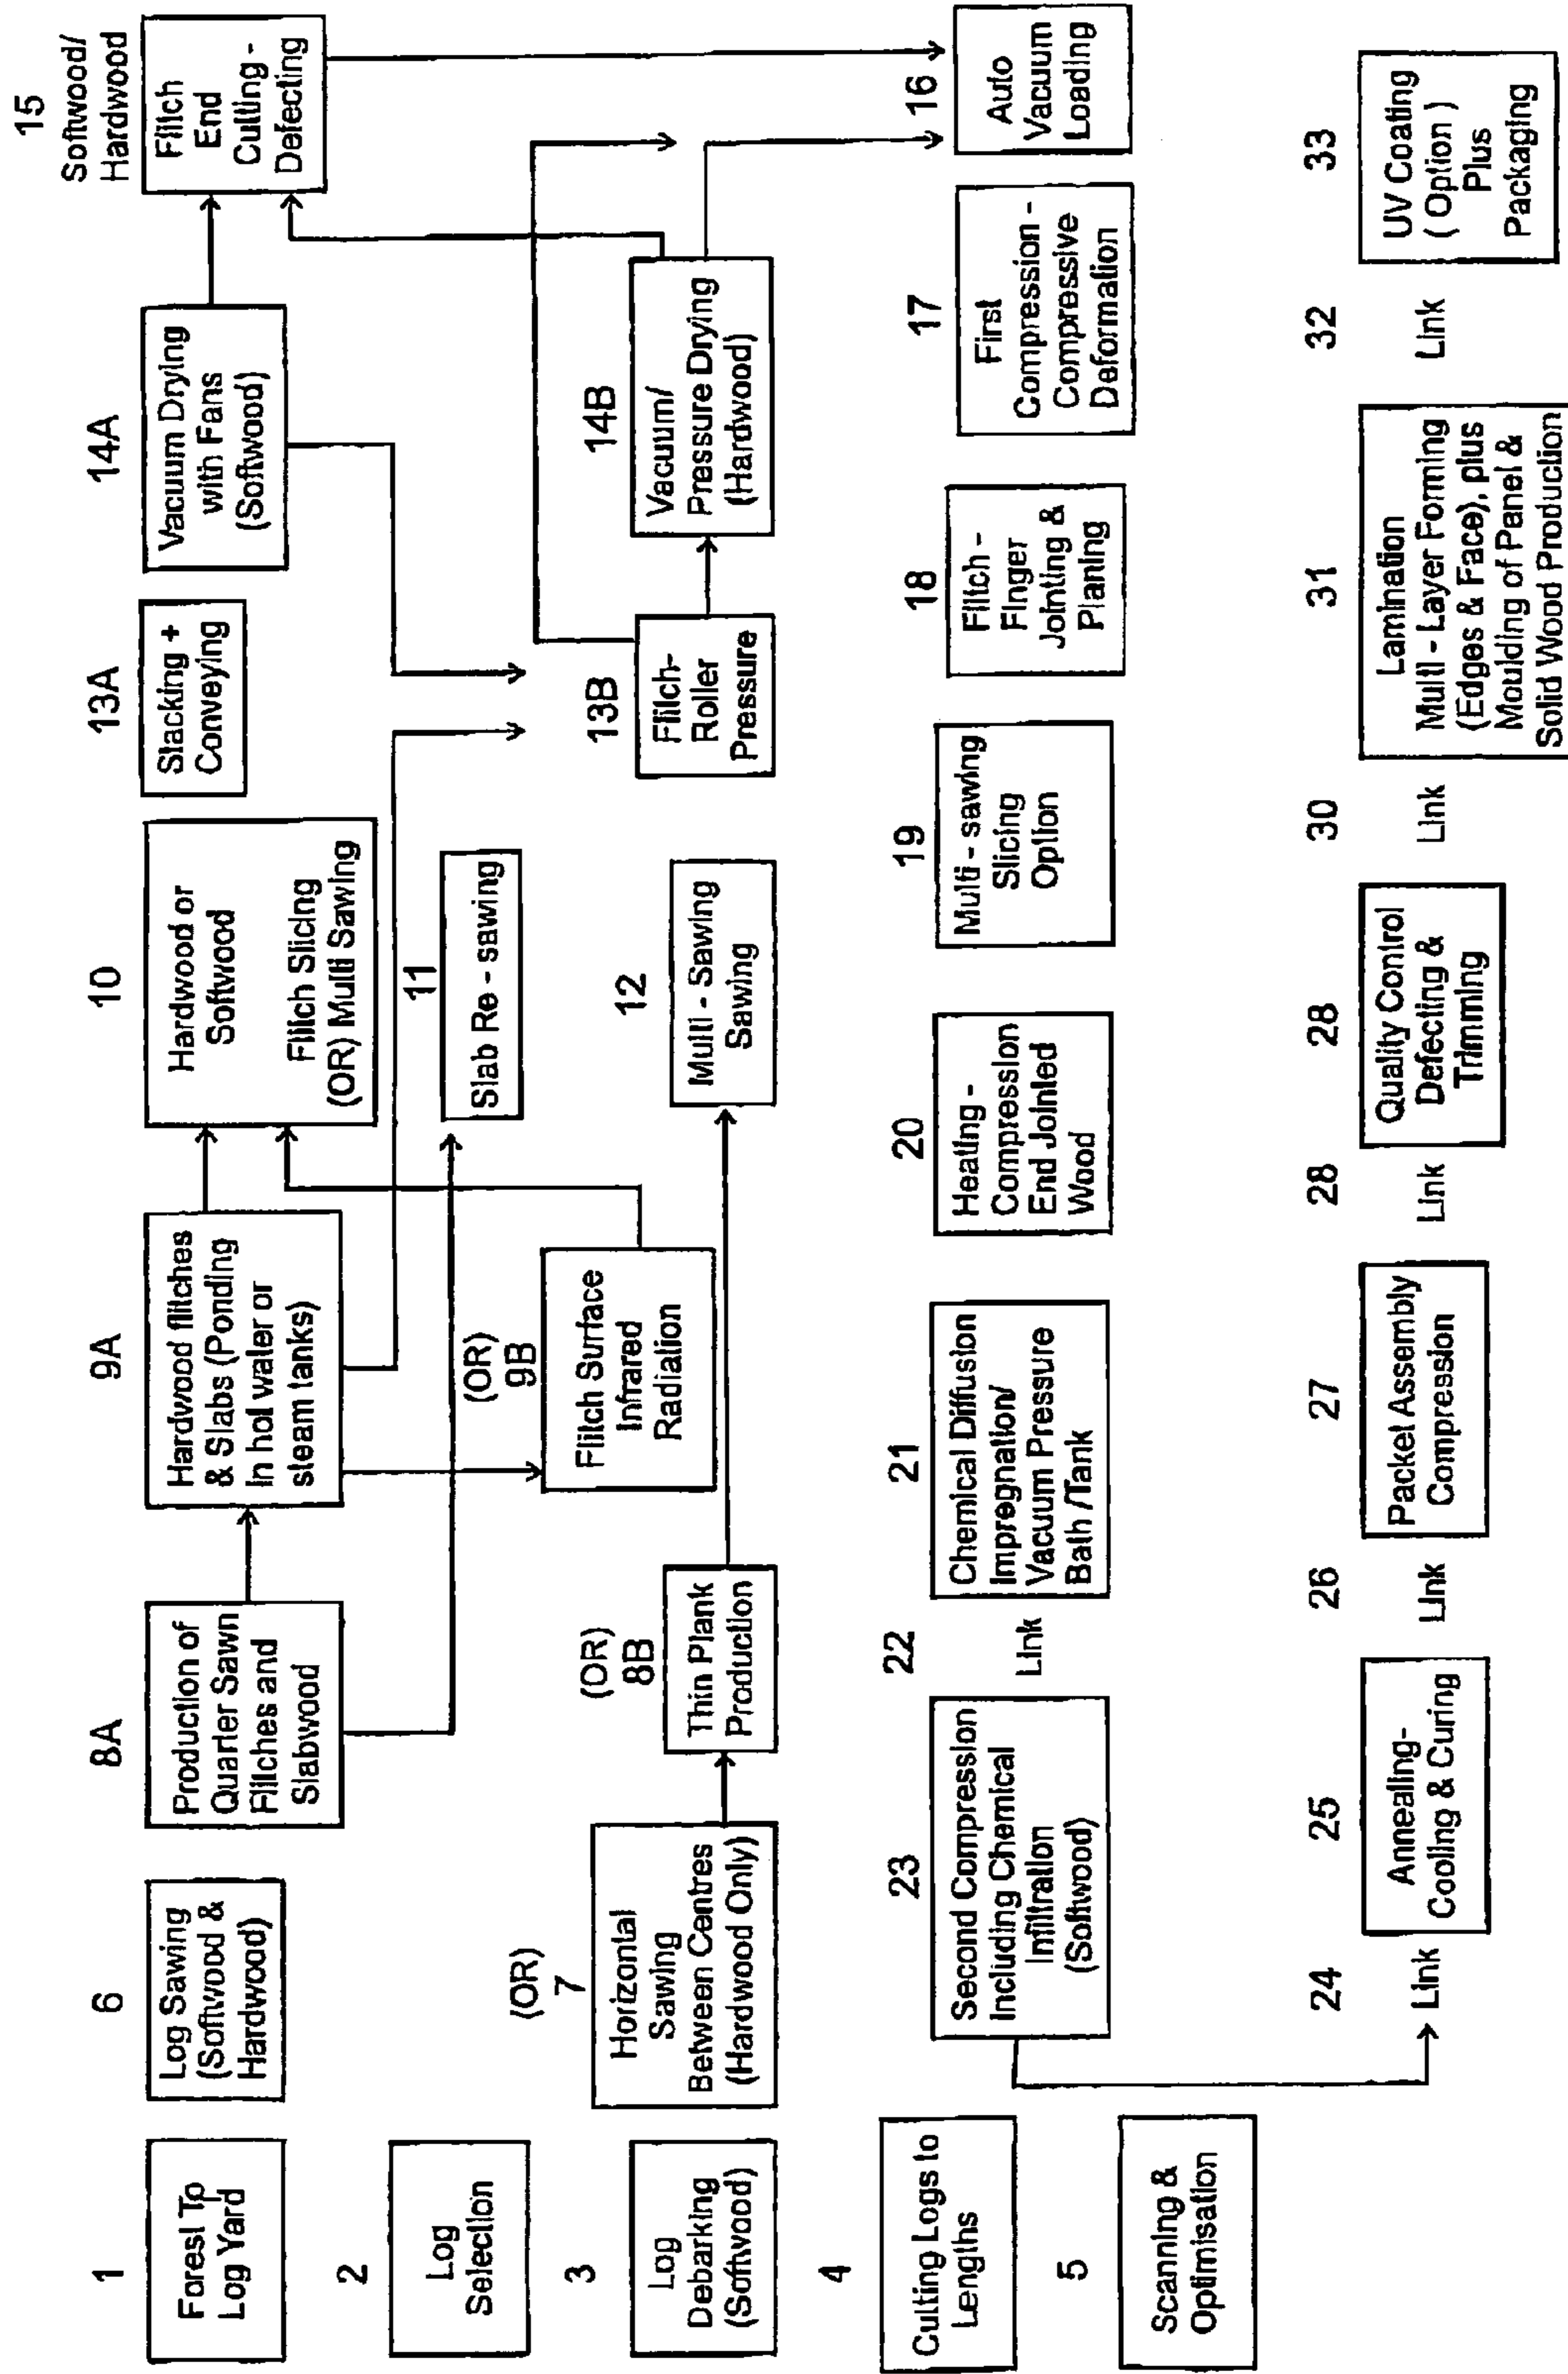 1
Forest To
Log Yard
2
Log
Selection
3
Log
Debarking
(Softwood)
4
Cutting Logs to
Lengths
5
Scanning &
Optimisation
6
Log Sawing
(Softwood &
Hardwood)
(OR)
7
Horizontal
Sawing
Between Centres
(Hardwood Only)
8A
Production of
Quarter Sawn
Flitches and
Slabwood
(OR)
8B
Thin Plank
Production
9A
Hardwood flitches
& Slabs (Ponding
In hot water or
steam tanks)
(OR)
9B
Flitch Surface
Infrared
Radiation
10
Hardwood or
Softwood
Flitch Slicing
(OR) Multi Sawing
11
Slab Re - sawing
12
Multi - Sawing
Sawing
13A
Stacking +
Conveying
13B
Flitch-
Roller
Pressure
14A
Vacuum Drying
with Fans
(Softwood)
14B
Vacuum/
Pressure Drying
(Hardwood)
15
Softwood/
Hardwood
Flitch
End
Cutting -
Defecting
16
Auto
Vacuum
Loading
17
First
Compression -
Compressive
Deformation
18
Flitch -
Finger
Jointing &
Planing
19
Multi - sawing
Slicing
Option
20
Heating -
Compression
End Jointed
Wood
21
Chemical Diffusion
Impregnation/
Vacuum Pressure
Bath /Tank
22
Link
23
Second Compression
Including Chemical
Infiltration
(Softwood)
24
Link
25
Annealing-
Cooling & Curing
26
Link
27
Packet Assembly
Compression
28
Link
28
Quality Control
Defecting &
Trimming
30
Link
31
Lamination
Multi - Layer Forming
(Edges & Face), plus
Moulding of Panel &
Solid Wood Production
32
Link
33
UV Coating
( Option )
Plus
Packaging